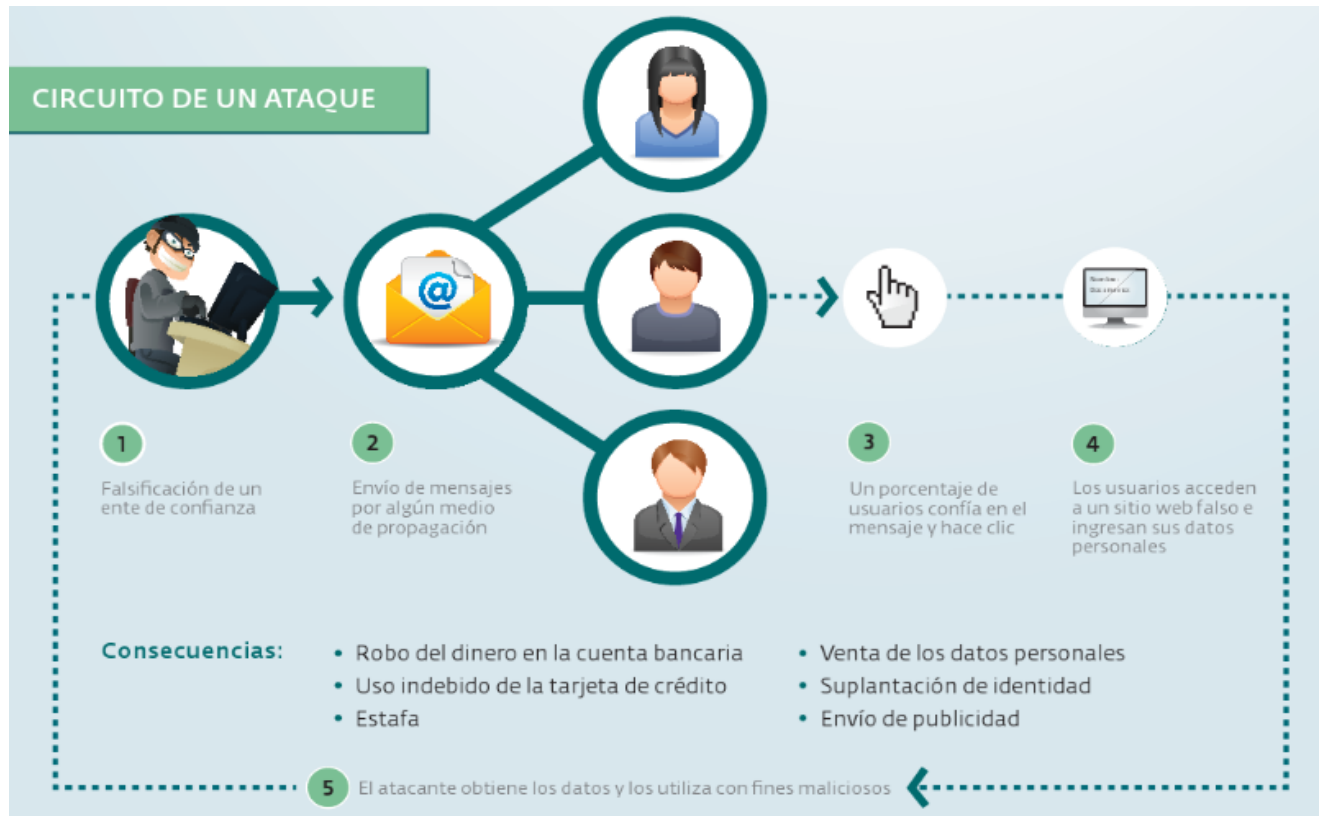 CIRCUITO DE UN ATAQUE
@
1
Falsificación de un
ente de confianza
2
Envío de mensajes
por algún medio
de propagación
3
Un porcentaje de
usuarios confía en el
mensaje y hace clic
4
Los usuarios acceden
a un sitio web falso e
ingresan sus datos
personales
Consecuencias:
• Robo del dinero en la cuenta bancaria
• Uso indebido de la tarjeta de crédito
• Estafa
• Venta de los datos personales
• Suplantación de identidad
• Envío de publicidad
5
El atacante obtiene los datos y los utiliza con fines maliciosos